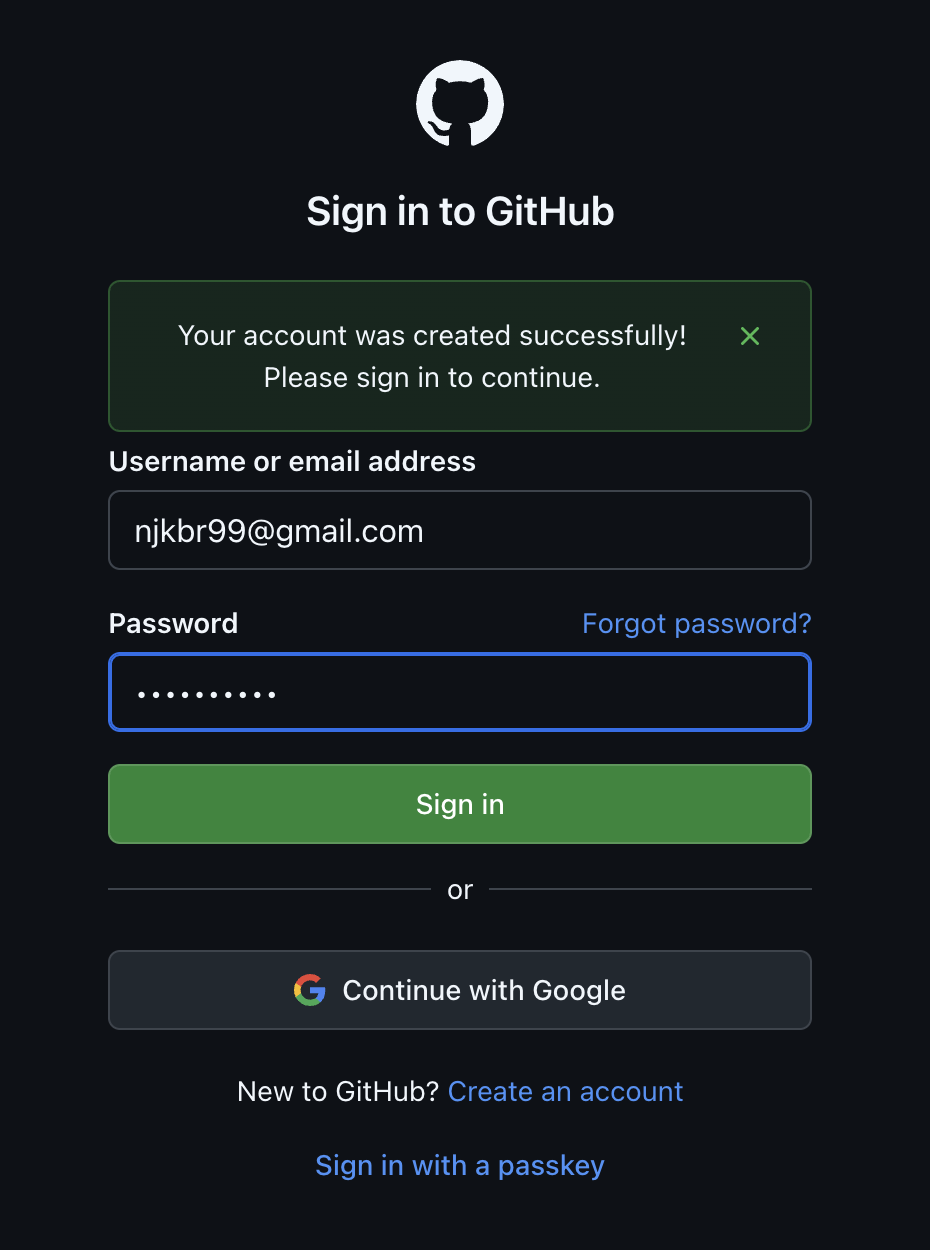 Sign in to GitHub
Your account was created successfully!
Please sign in to continue.
Username or email address
njkbr99@gmail.com
Password
Forgot password?
••••••••••
Sign in
or
Continue with Google
New to GitHub? Create an account
Sign in with a passkey